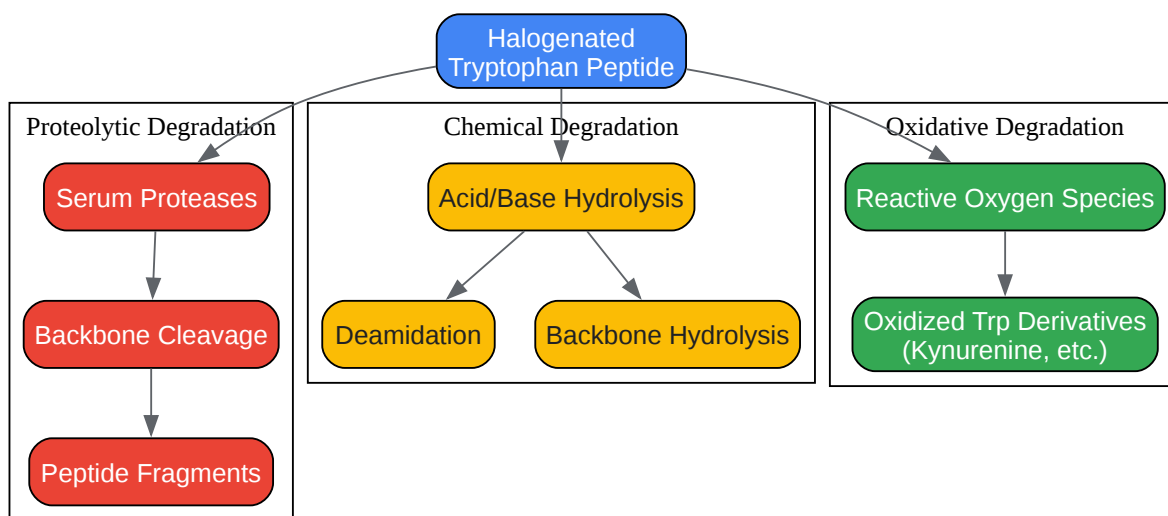 Halogenated
Tryptophan Peptide
Proteolytic Degradation
Serum Proteases
Backbone Cleavage
Peptide Fragments
Chemical Degradation
Acid/Base Hydrolysis
Deamidation
Backbone Hydrolysis
Oxidative Degradation
Reactive Oxygen Species
Oxidized Trp Derivatives
(Kynurenine, etc.)